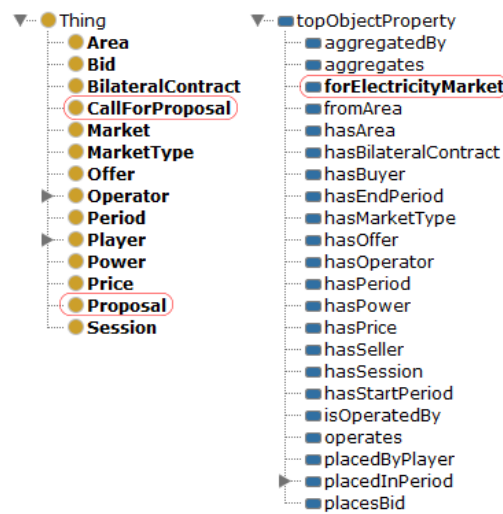 Thing
Area
Bid
BilateralContract
CallForProposal
Market
MarketType
Offer
Operator
Period
Player
Power
Price
Proposal
Session
topObjectProperty
aggregatedBy
aggregates
forElectricityMarket
fromArea
hasArea
hasBilateralContract
hasBuyer
hasEndPeriod
hasMarketType
hasOffer
hasOperator
hasPeriod
hasPower
hasPrice
hasSeller
hasSession
hasStartPeriod
isOperatedBy
operates
placedByPlayer
placedInPeriod
placesBid